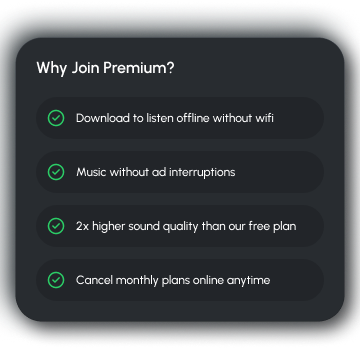 Why Join Premium?
Download to listen offline without wifi
Music without ad interruptions
2x higher sound quality than our free plan
Cancel monthly plans online anytime